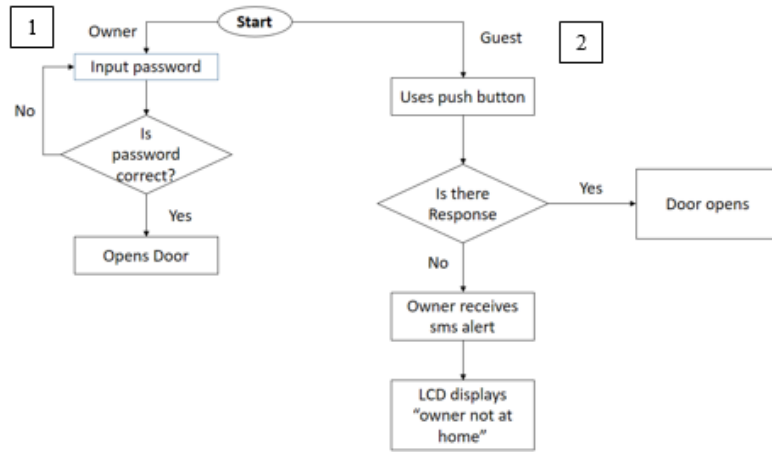 1
Owner
Start
Guest
2
Input password
No
Is
password
correct?
Yes
Opens Door
Uses push button
Is there
Response
Yes
Door opens
No
Owner receives
sms alert
LCD displays
“owner not at
home”